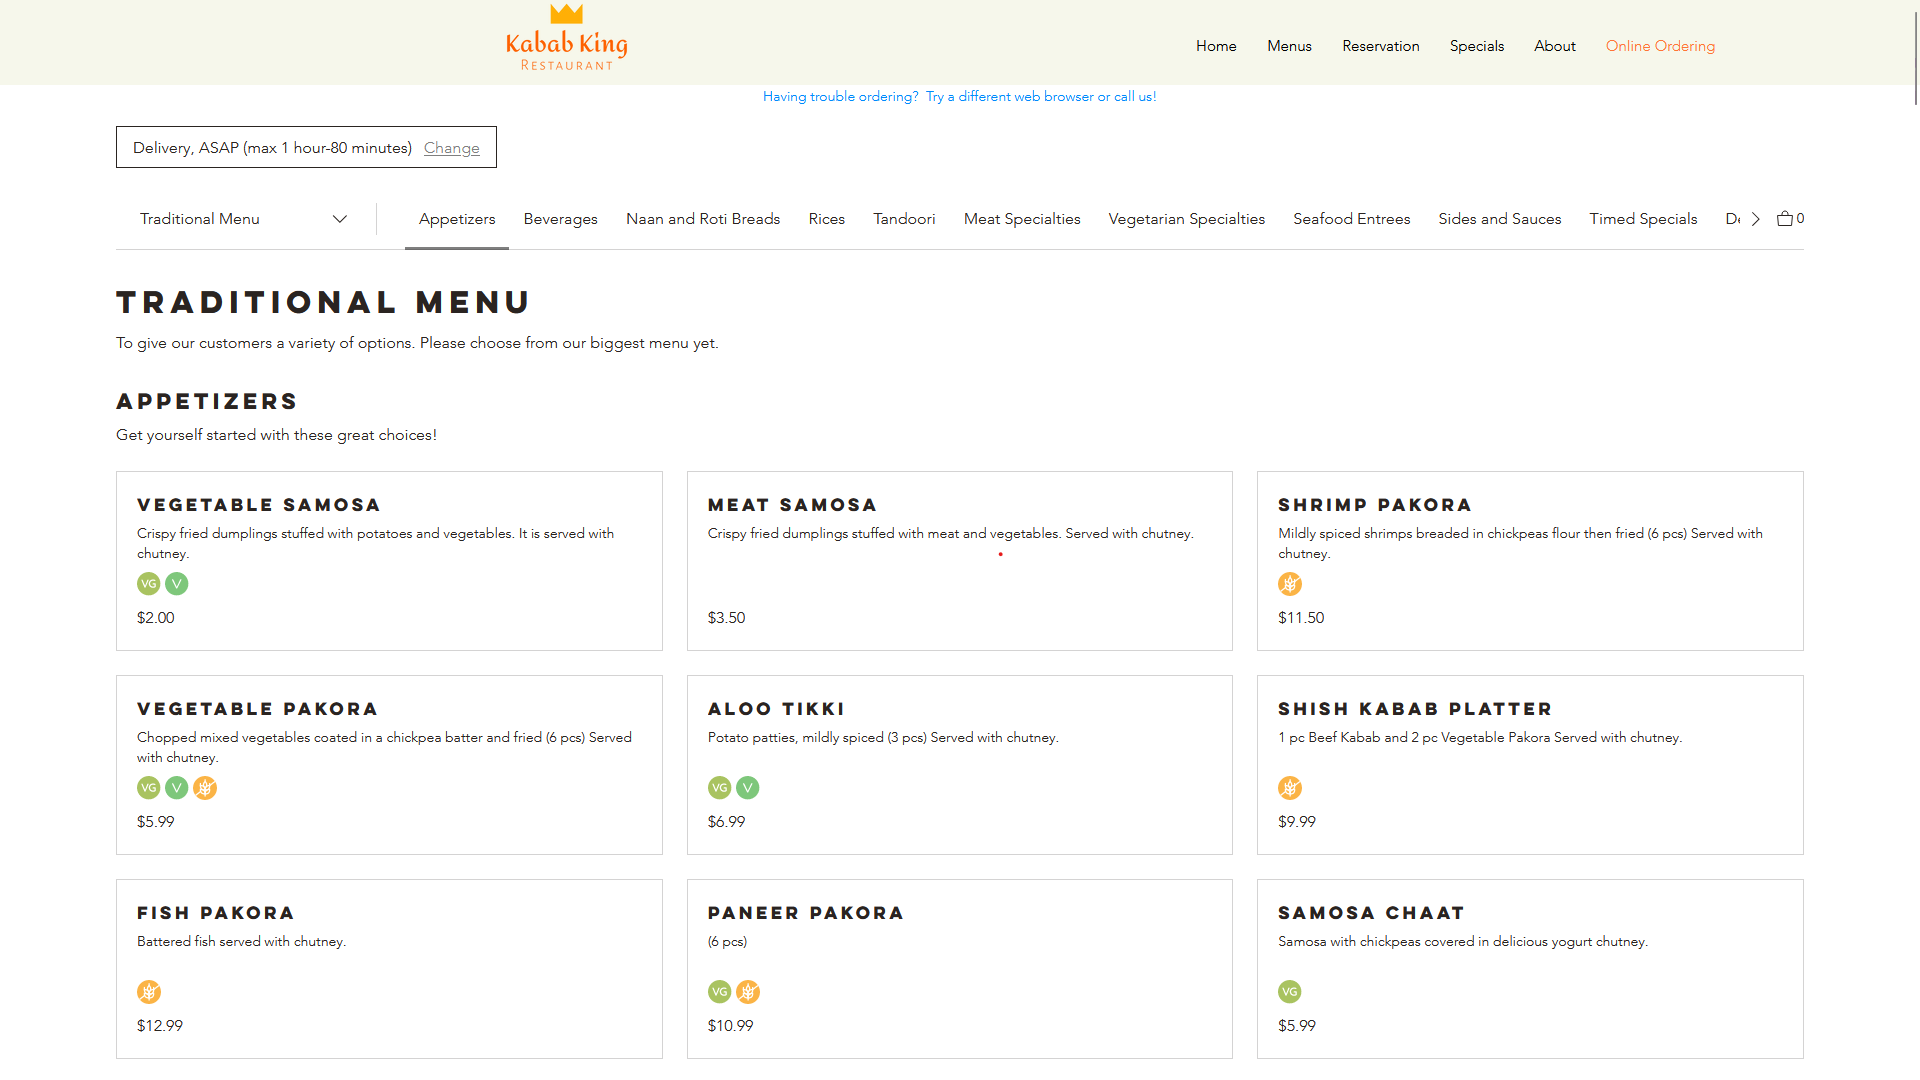 Kabab King
RESTAURANT
Home Menus Reservation Specials About Online Ordering
Having trouble ordering? Try a different web browser or call us!
Delivery, ASAP (max 1 hour-80 minutes) Change
Traditional Menu Appetizers Beverages Naan and Roti Breads Rices Tandoori Meat Specialties Vegetarian Specialties Seafood Entrees Sides and Sauces Timed Specials 0
TRADITIONAL MENU
To give our customers a variety of options. Please choose from our biggest menu yet.
APPETIZERS
Get yourself started with these great choices!
VEGETABLE SAMOSA
Crispy fried dumplings stuffed with potatoes and vegetables. It is served with
chutney.
VG V
$2.00
MEAT SAMOSA
Crispy fried dumplings stuffed with meat and vegetables. Served with chutney.
$3.50
SHRIMP PAKORA
Mildly spiced shrimps breaded in chickpeas flour then fried (6 pcs) Served with
chutney.
$11.50
VEGETABLE PAKORA
Chopped mixed vegetables coated in a chickpea batter and fried (6 pcs) Served
with chutney.
VG V
$5.99
ALOO TIKKI
Potato patties, mildly spiced (3 pcs) Served with chutney.
VG V
$6.99
SHISH KABAB PLATTER
1 pc Beef Kabab and 2 pc Vegetable Pakora Served with chutney.
$9.99
FISH PAKORA
Battered fish served with chutney.
$12.99
PANEER PAKORA
(6 pcs)
VG
$10.99
SAMOSA CHAAT
Samosa with chickpeas covered in delicious yogurt chutney.
VG
$5.99